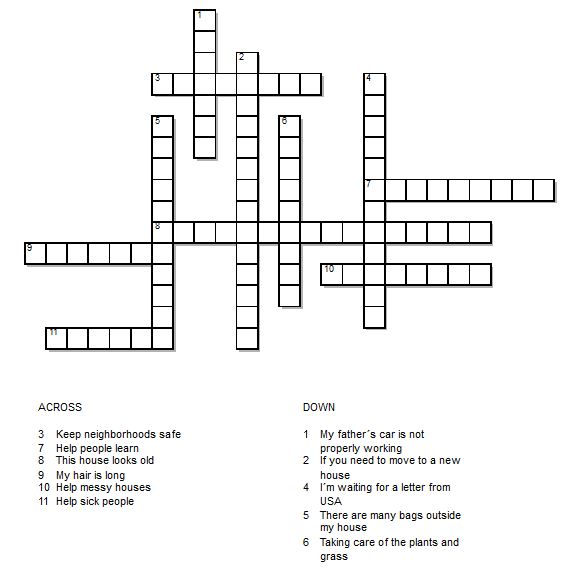 1
2
3
4
5
6
7
8
9
10
11
ACROSS
3 Keep neighborhoods safe
7 Help people learn
8 This house looks old
9 My hair is long
10 Help messy houses
11 Help sick people
DOWN
1 My father´s car is not
properly working
2 If you need to move to a new
house
4 I´m waiting for a letter from
USA
5 There are many bags outside
my house
6 Taking care of the plants and
grass